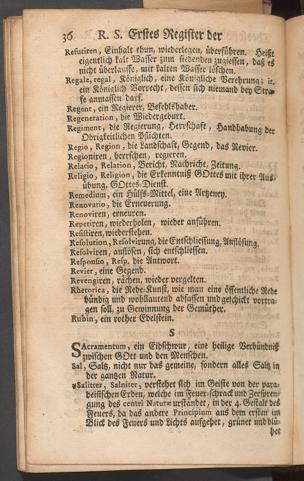 36 R. S. Erstes Register der
Refutiren, Einhalt thun, wiederlegen, überführen. Heißt
eigentlich kalt Wasser zum siedenden zugiessen, daß es
nicht überlauffe, mit kalten Wasser löschen.
Regale, regal, Königlich, eine Königliche Verehrung; it.
ein Königlich Vorrecht, dessen sich niemand bey Stra-
fe anmassen darff.
Regent, ein Regierer, Befehlshaber.
Regeneration, die Wiedergeburt.
Regiment, die Regierung, Herrschafft, Handhabung der
Obrigkeitlichen Pflichten.
Regio, Region, die Landschafft, Gegend, das Revier.
Regioniren, herrschen, regieren.
Relatio, Relation, Bericht, Nachricht, Zeitung.
Religio, Religion, die Erkenntniß GOttes mit ihrer Aus-
übung, GOttes-Dienst.
Remedium, ein Hülffs-Mittel, eine Artzeney.
Renovatio, die Erneuerung.
Renoviren, erneuren.
Repetiren, wiederholen, wieder anführen.
Resistiren, wiederstehen.
Resolution, Resolvirung, die Entschliessung, Auflösung.
Resolviren, auflösen, sich entschliessen.
Responsio, Resp. die Antwort.
Revier, eine Gegend.
Revengiren, rächen, wieder vergelten.
Rhetorica, die Rede-Kunst, wie man eine öffentliche Rede
bündig und wohllautend abfassen und geschickt vortra-
gen soll, zu Gewinnung der Gemüther.
Rubin, ein rother Edelstein.
S
Sacramentum, ein Eidschwur, eine heilige Verbündniß
zwischen GOtt und den Menschen.
Sal, Saltz, nicht nur das gemeine, sondern alles Saltz in
der gantzen Natur.
*Salitter, Salniter, verstehet sich im Geiste von der para-
deisischen Erden, welche im Feuer-schrack und Zerspren-
gung des centri Naturæ urständet, in der 4. Gestalt des
Feuers, da das andere Principium aus dem ersten im
Blick des Feuers und Lichts aufgehet, grünet und blü-
het